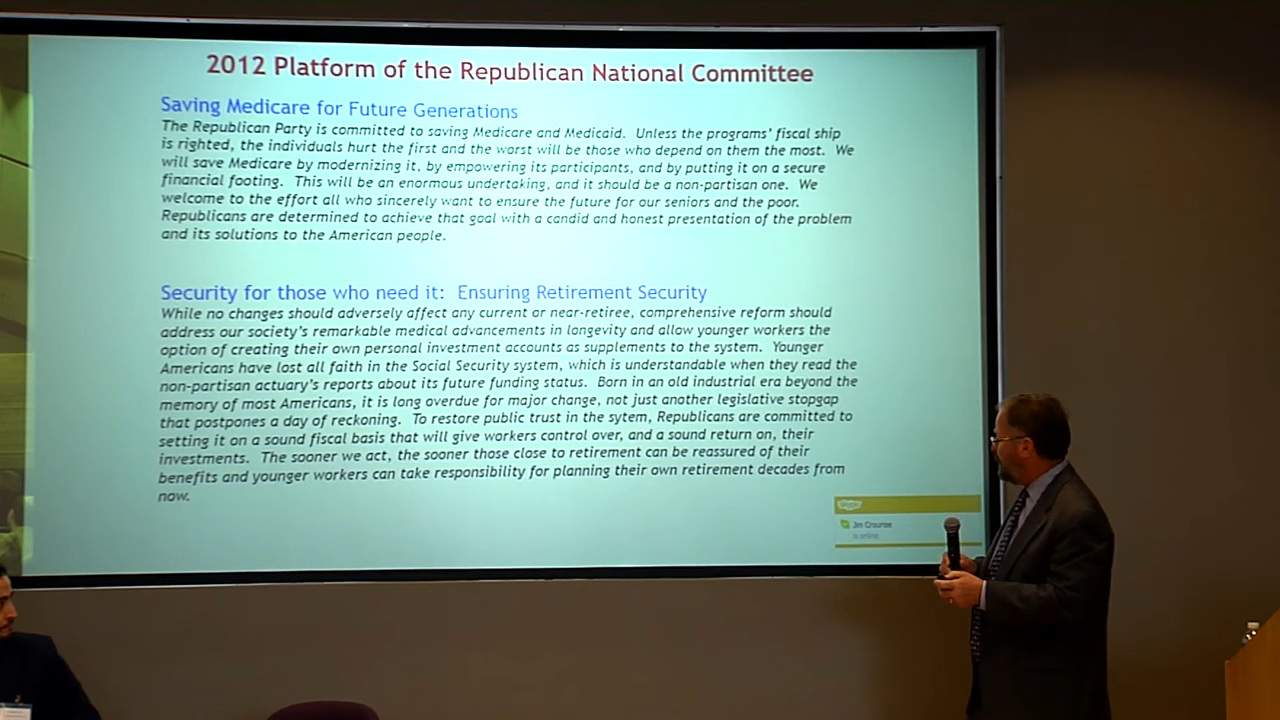 2012 Platform of the Republican National Committee
Saving Medicare for Future Generations
The Republican Party is committed to saving Medicare and Medicaid. Unless the programs' fiscal ship
is righted, the individuals hurt the first and the worst will be those who depend on them the most. We
will save Medicare by modernizing it, by empowering its participants, and by putting it on a secure
financial footing. This will be an enormous undertaking, and it should be a non-partisan one. We
welcome to the effort all who sincerely want to ensure the future for our seniors and the poor.
Republicans are determined to achieve that goal with a candid and honest presentation of the problem
and its solutions to the American people.
Security for those who need it: Ensuring Retirement Security
While no changes should adversely affect any current or near-retiree, comprehensive reform should
address our society's remarkable medical advancements in longevity and allow younger workers the
option of creating their own personal investment accounts as supplements to the system. Younger
Americans have lost all faith in the Social Security system, which is understandable when they read the
non-partisan actuary's reports about its future funding status. Born in an old industrial era beyond the
memory of most Americans, it is long overdue for major change, not just another legislative stopgap
that postpones a day of reckoning. To restore public trust in the sytem, Republicans are committed to
setting it on a sound fiscal basis that will give workers control over, and a sound return on, their
investments. The sooner we act, the sooner those close to retirement can be reassured of their
benefits and younger workers can take responsibility for planning their own retirement decades from
now.
skype
Jim
is online